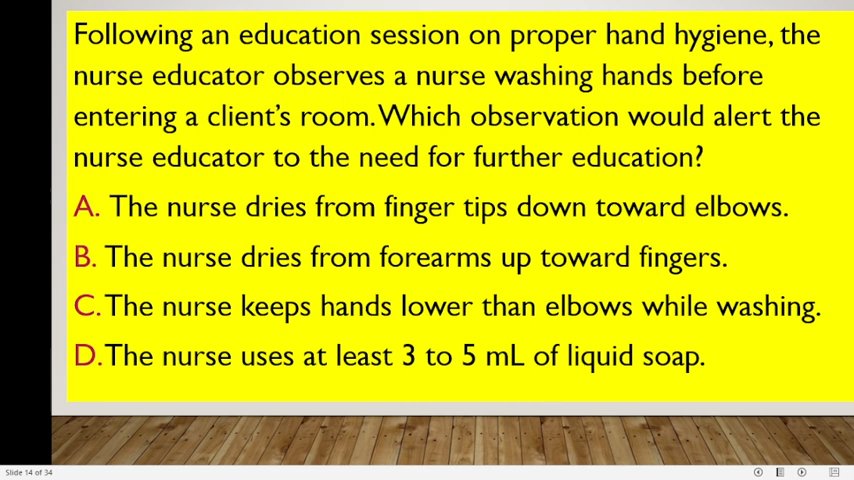 Following an education session on proper hand hygiene, the
nurse educator observes a nurse washing hands before
entering a client's room. Which observation would alert the
nurse educator to the need for further education?
A. The nurse dries from finger tips down toward elbows.
B. The nurse dries from forearms up toward fingers.
C. The nurse keeps hands lower than elbows while washing.
D. The nurse uses at least 3 to 5 mL of liquid soap.
Slide 14 of 34